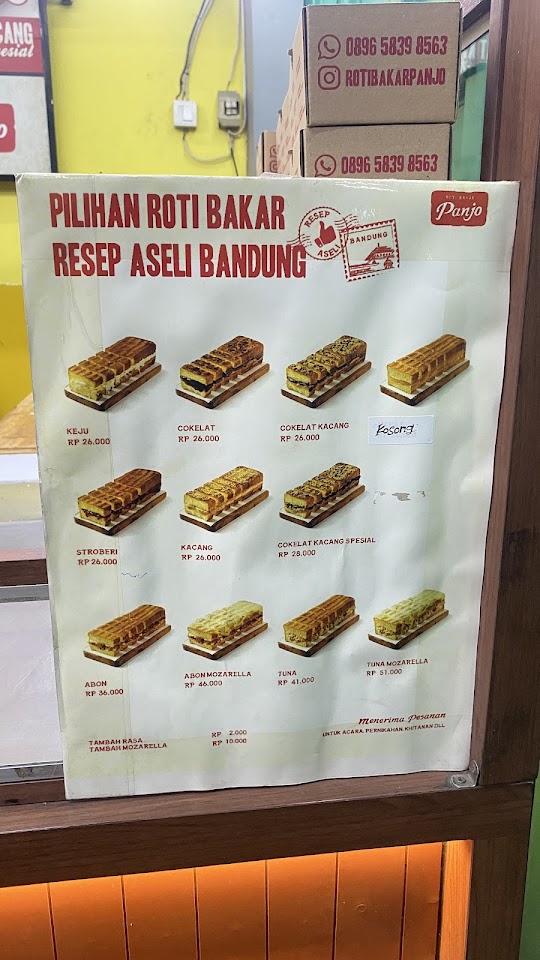 CANG
esial
0896 5839 8563
ROTIBAKARPANJO
0896 5839 8563
PILIHAN ROTI BAKAR
RESEP ASELI BANDUNG
RESEP
ASELI
BANDUNG
ROTI BAKAR
Panjo
KEJU
RP 26.000
COKELAT
RP 26.000
COKELAT KACANG
RP 26.000
Kosong
STROBERI
RP 26.000
KACANG
RP 26.000
COKELAT KACANG SPESIAL
RP 28.000
ABON
RP 36.000
ABON MOZARELLA
RP 46.000
TUNA
RP 41.000
TUNA MOZARELLA
RP 51.000
TAMBAH RASA RP 2.000
TAMBAH MOZARELLA RP 10.000
Menerima Pesanan
UNTUK ACARA, PERNIKAHAN, KHITANAN DLL